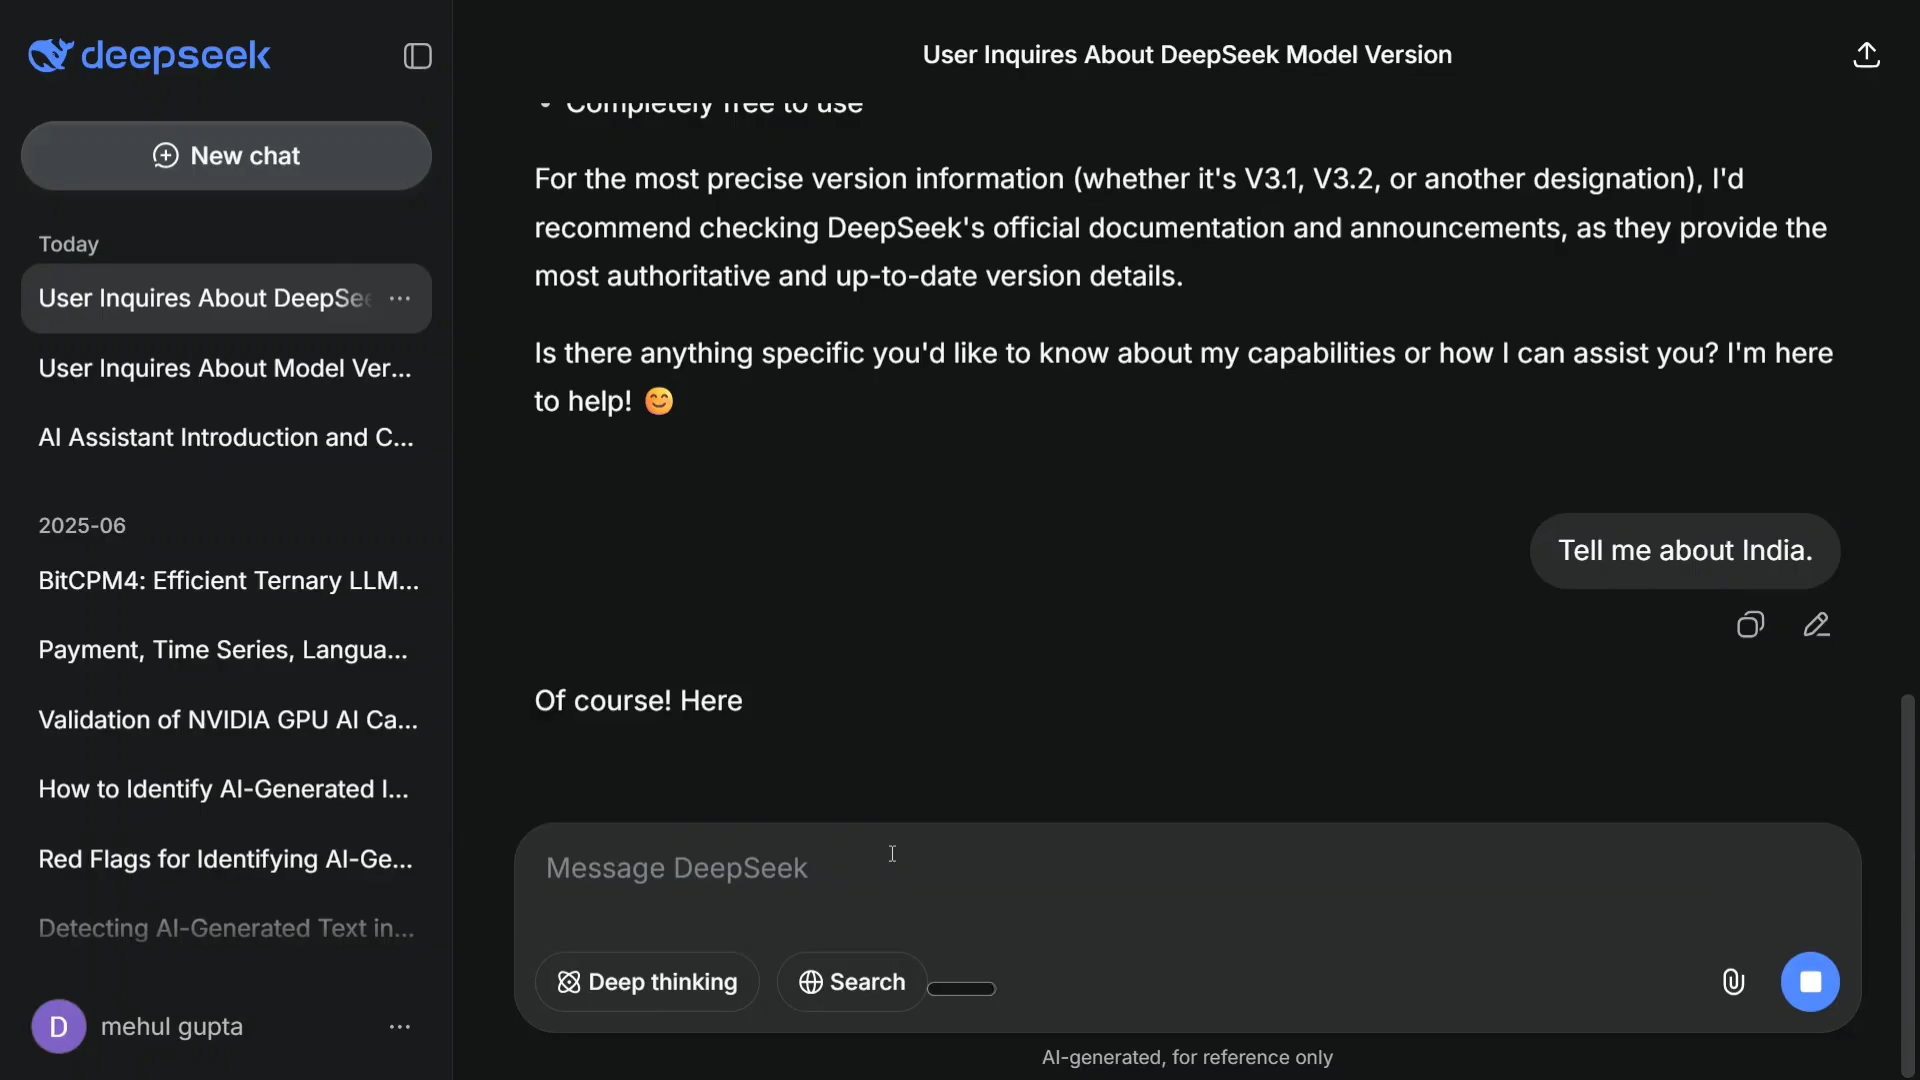 deepseek
New chat
Today
User Inquires About DeepSee
User Inquires About Model Ver...
AI Assistant Introduction and C...
2025-06
BitCPM4: Efficient Ternary LLM...
Payment, Time Series, Langua...
Validation of NVIDIA GPU AI Ca...
How to Identify AI-Generated I...
Red Flags for Identifying AI-Ge...
Detecting AI-Generated Text in...
D
mehul gupta
User Inquires About DeepSeek Model Version
• Completely free to use
For the most precise version information (whether it's V3.1, V3.2, or another designation), I'd
recommend checking DeepSeek's official documentation and announcements, as they provide the
most authoritative and up-to-date version details.
Is there anything specific you'd like to know about my capabilities or how I can assist you? I'm here
to help! 😊
Tell me about India.
Of course! Here
Message DeepSeek
Deep thinking
Search
AI-generated, for reference only